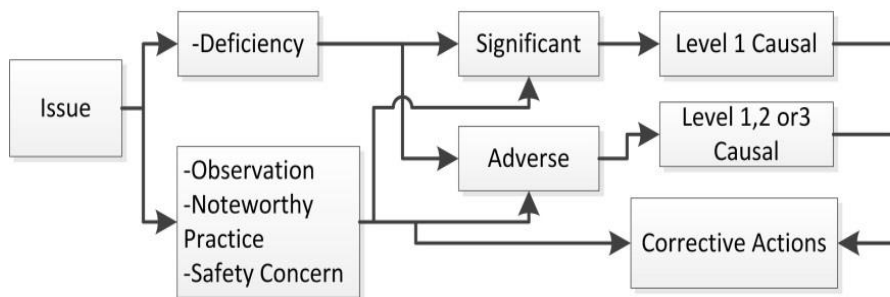 Issue
-Deficiency
-Observation
-Noteworthy
Practice
-Safety Concern
Significant
Adverse
Level 1 Causal
Level 1,2 or3
Causal
Corrective Actions